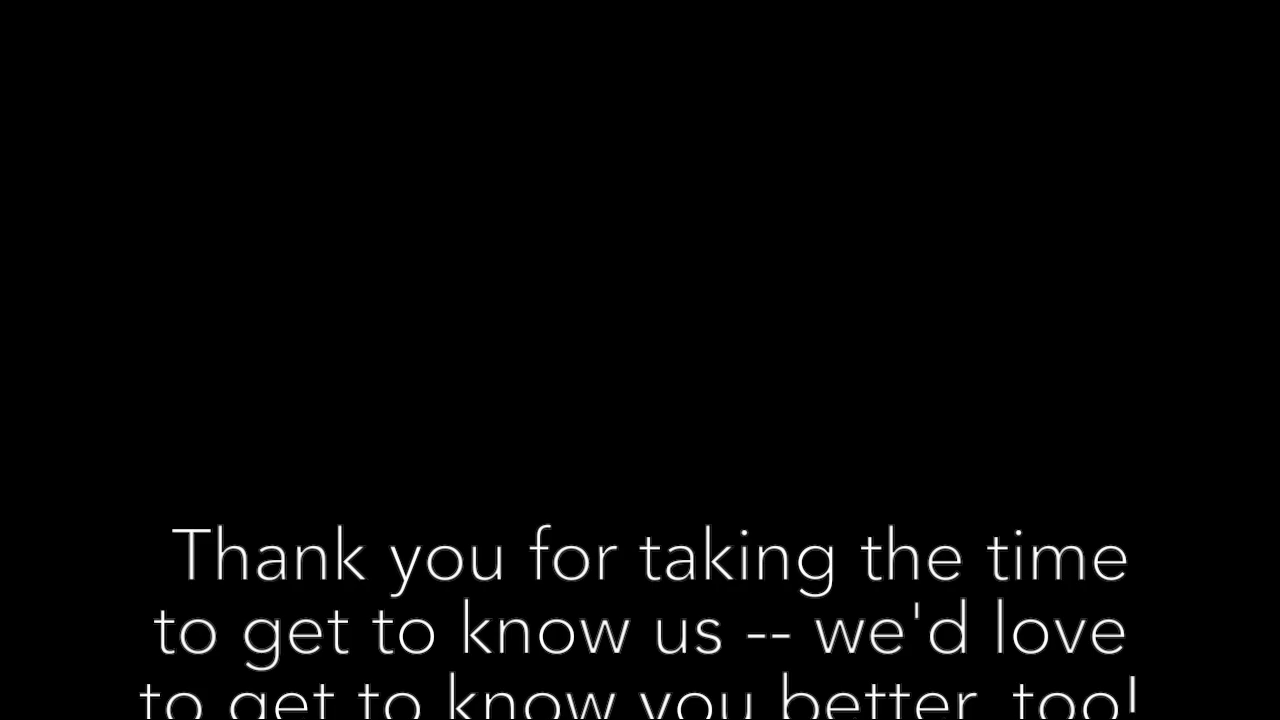 Thank you for taking the time
to get to know us -- we'd love
to get to know you better, too!